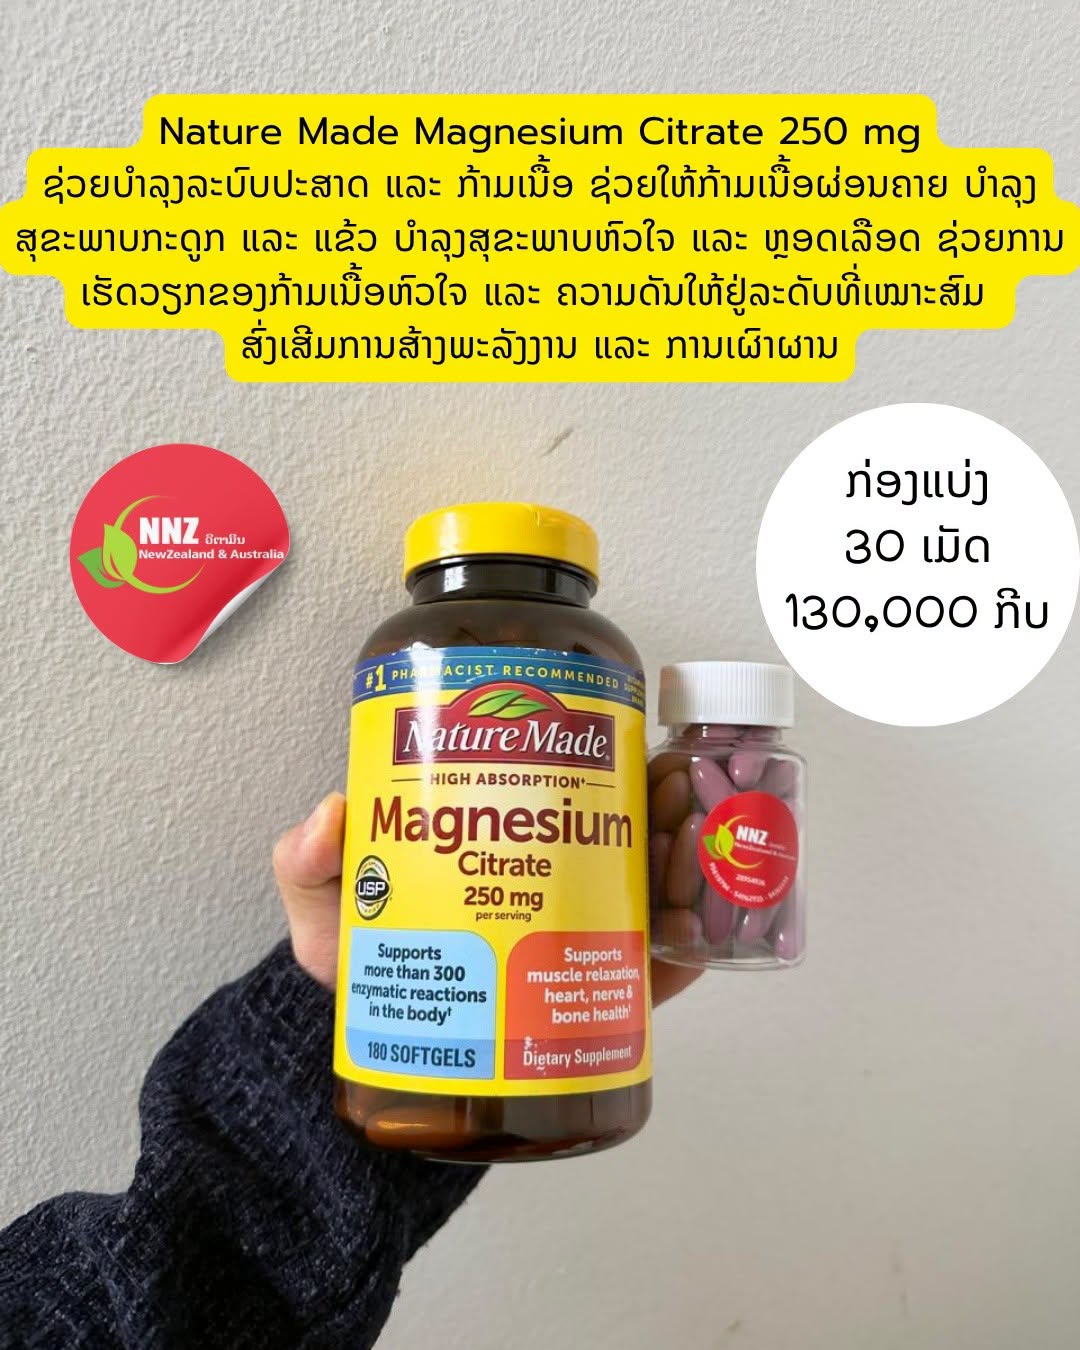 Nature Made Magnesium Citrate 250 mg
ຊ່ວຍບຳລຸງລະບົບປະສາດ ແລະ ກ້າມເນື້ອ ຊ່ວຍໃຫ້ກ້າມເນື້ອຜ່ອນຄາຍ ບຳລຸງ
ສຸຂະພາບກະດູກ ແລະ ແຂ້ວ ບຳລຸງສຸຂະພາບຫົວໃຈ ແລະ ຫຼອດເລືອດ ຊ່ວຍການ
ເຮັດວຽກຂອງກ້າມເນື້ອຫົວໃຈ ແລະ ຄວາມດັນໃຫ້ຢູ່ລະດັບທີ່ເໝາະສົມ
ສົ່ງເສີມການສ້າງພະລັງງານ ແລະ ການເຜົາຜານ
ກ່ອງແບ່ງ
30 ເມັດ
130,000 ກີບ
NNZ ວິຕາມິນ
NewZealand & Australia
#1 PHARMACIST RECOMMENDED
Nature Made
HIGH ABSORPTION
Magnesium
Citrate
250 mg
per serving
USP
Supports
more than 300
enzymatic reactions
in the body†
180 SOFTGELS
Supports
muscle relaxation,
heart, nerve &
bone health†
Dietary Supplement
NNZ
NewZealand & Australia